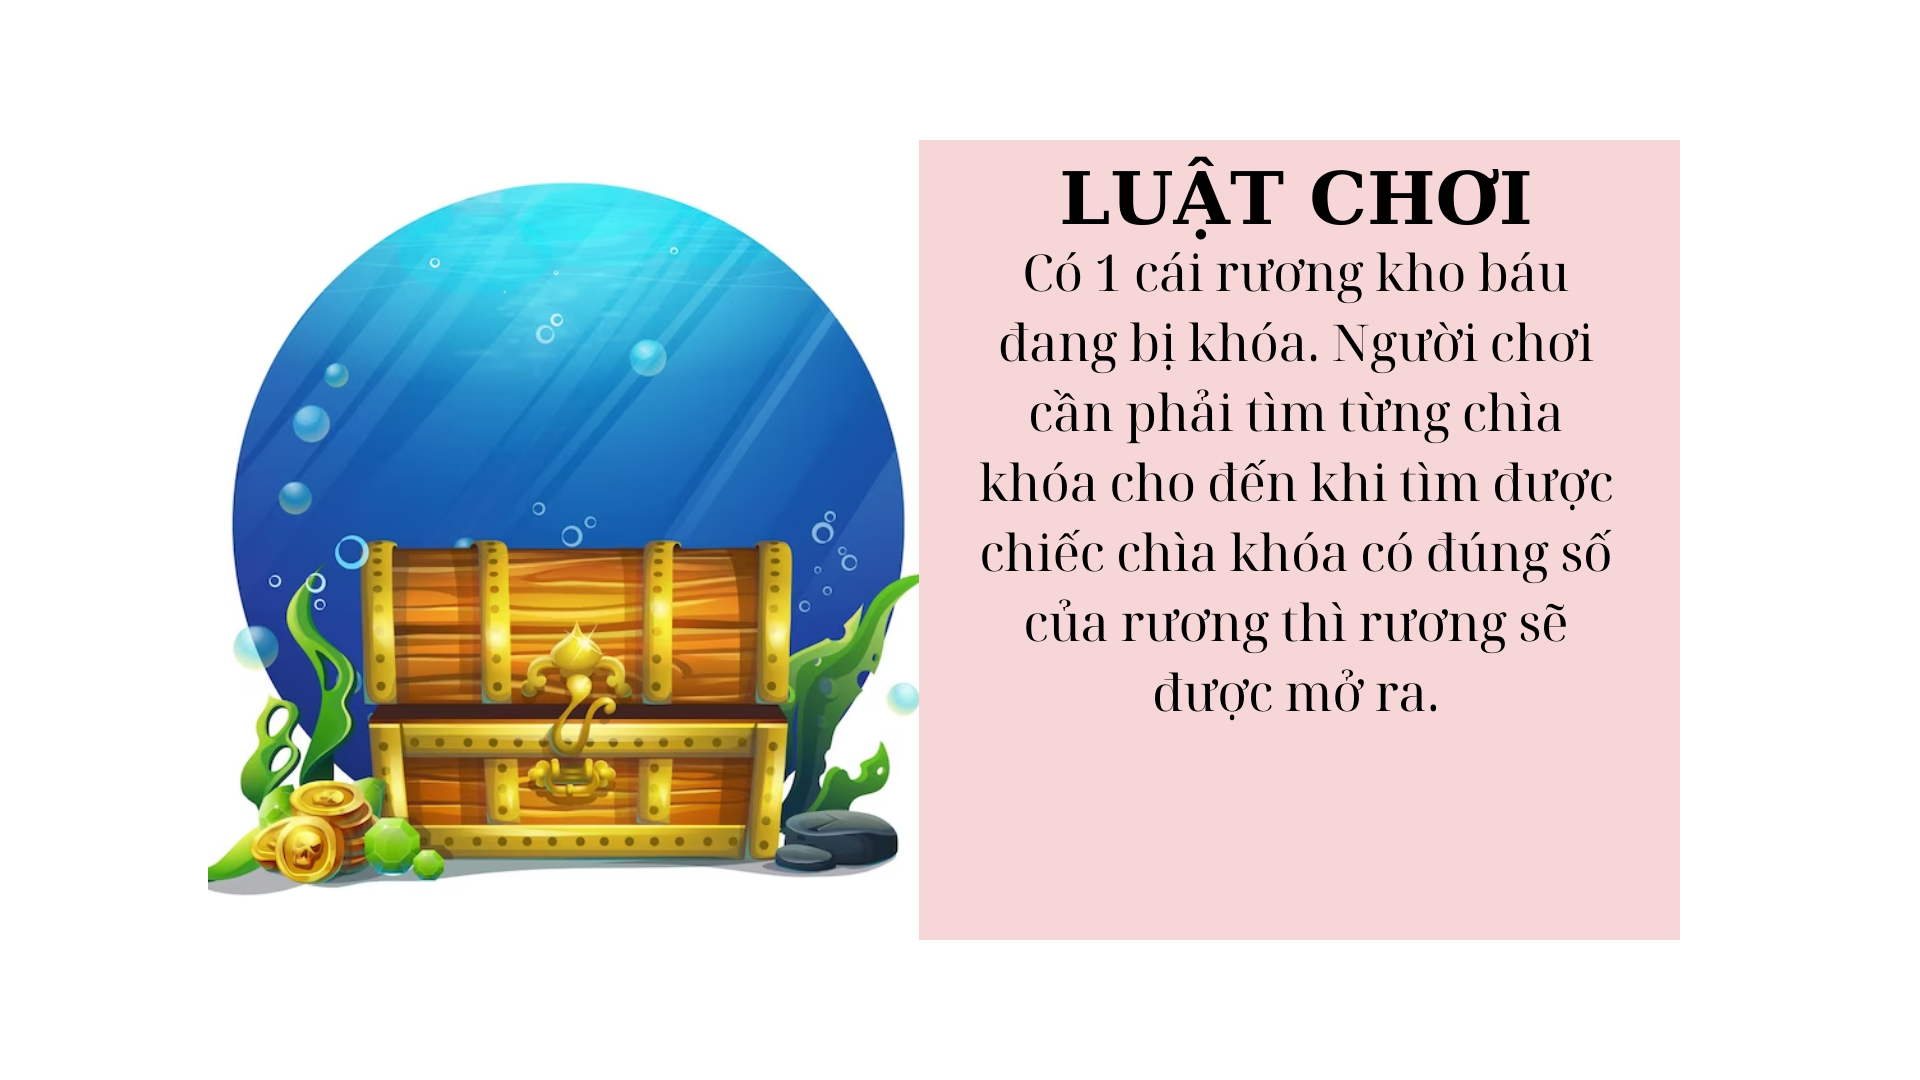 LUẬT CHƠI
Có 1 cái rương kho báu
đang bị khóa. Người chơi
cần phải tìm từng chìa
khóa cho đến khi tìm được
chiếc chìa khóa có đúng số
của rương thì rương sẽ
được mở ra.